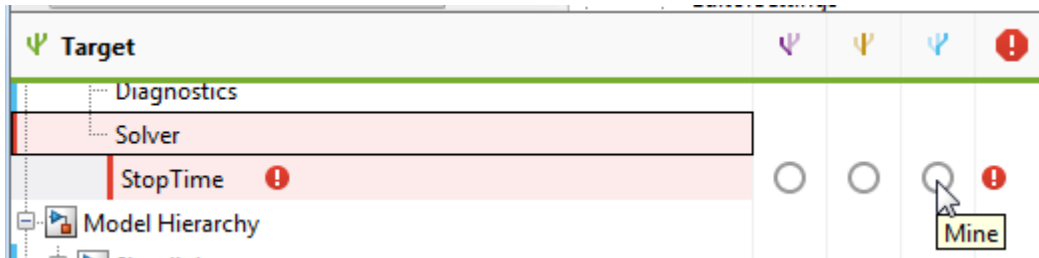 Target
Diagnostics
Solver
StopTime
Model Hierarchy
Mine